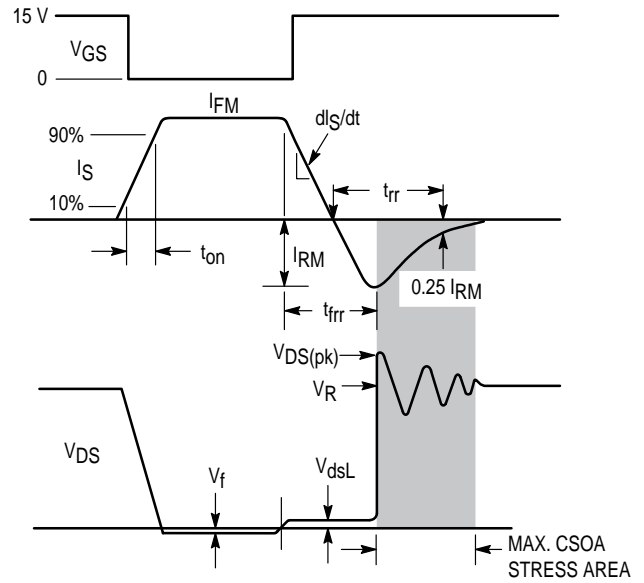 15 V
VGS
0
IFM
dIS/dt
90%
IS
trr
10%
ton
IRM
0.25 IRM
tfrr
VDS(pk)
VR
VDS
Vf
VdsL
MAX. CSOA
STRESS AREA